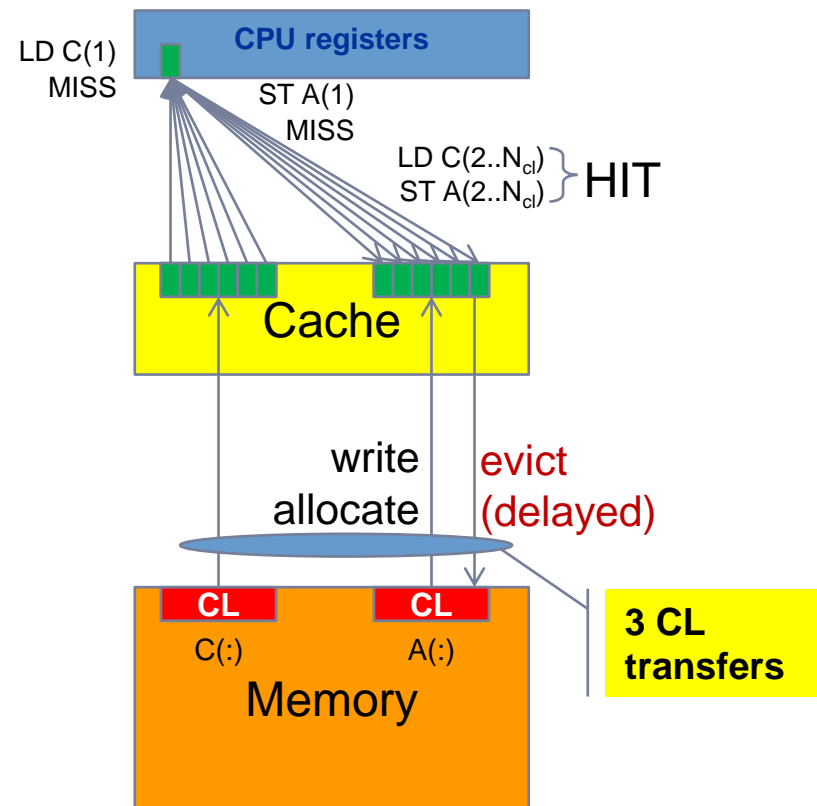 CPU registers
LD C(1)
MISS
ST A(1)
MISS
LD C(2..Ncl)
ST A(2..Ncl)
HIT
Cache
write
allocate
evict
(delayed)
CL
CL
C(:)
A(:)
3 CL
transfers
Memory